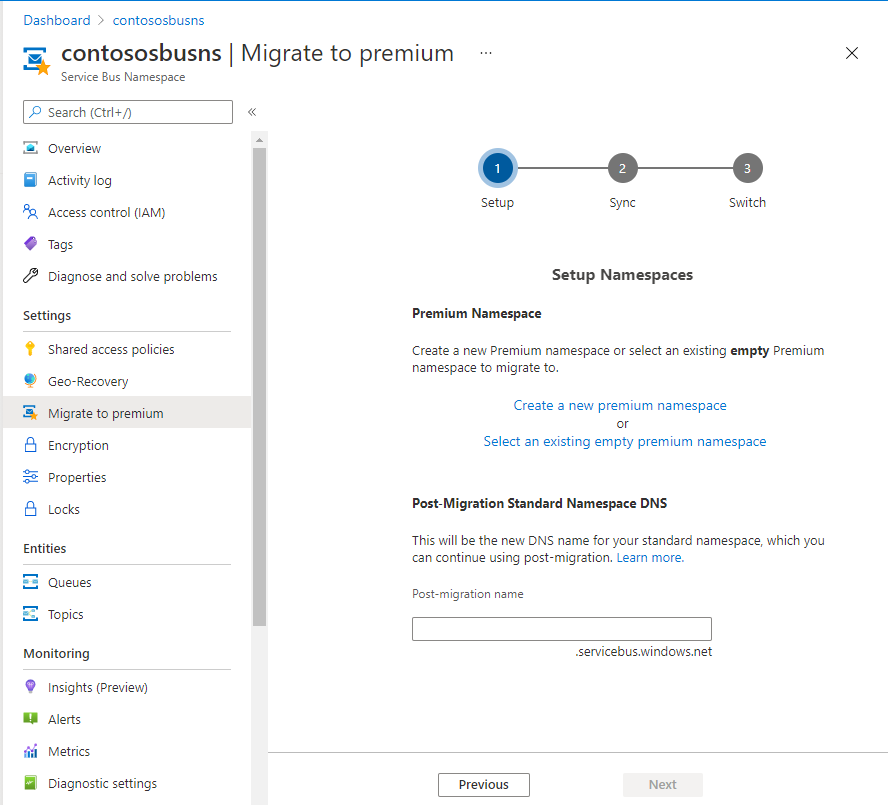 Dashboard > contososbusns
contososbusns | Migrate to premium ...
Service Bus Namespace
Search (Ctrl+/)
«
Overview
Activity log
Access control (IAM)
Tags
Diagnose and solve problems
Settings
Shared access policies
Geo-Recovery
Migrate to premium
Encryption
Properties
Locks
Entities
Queues
Topics
Monitoring
Insights (Preview)
Alerts
Metrics
Diagnostic settings
1 2 3
Setup Sync Switch
Setup Namespaces
Premium Namespace
Create a new Premium namespace or select an existing empty Premium
namespace to migrate to.
Create a new premium namespace
or
Select an existing empty premium namespace
Post-Migration Standard Namespace DNS
This will be the new DNS name for your standard namespace, which you
can continue using post-migration. Learn more.
Post-migration name
.servicebus.windows.net
Previous Next